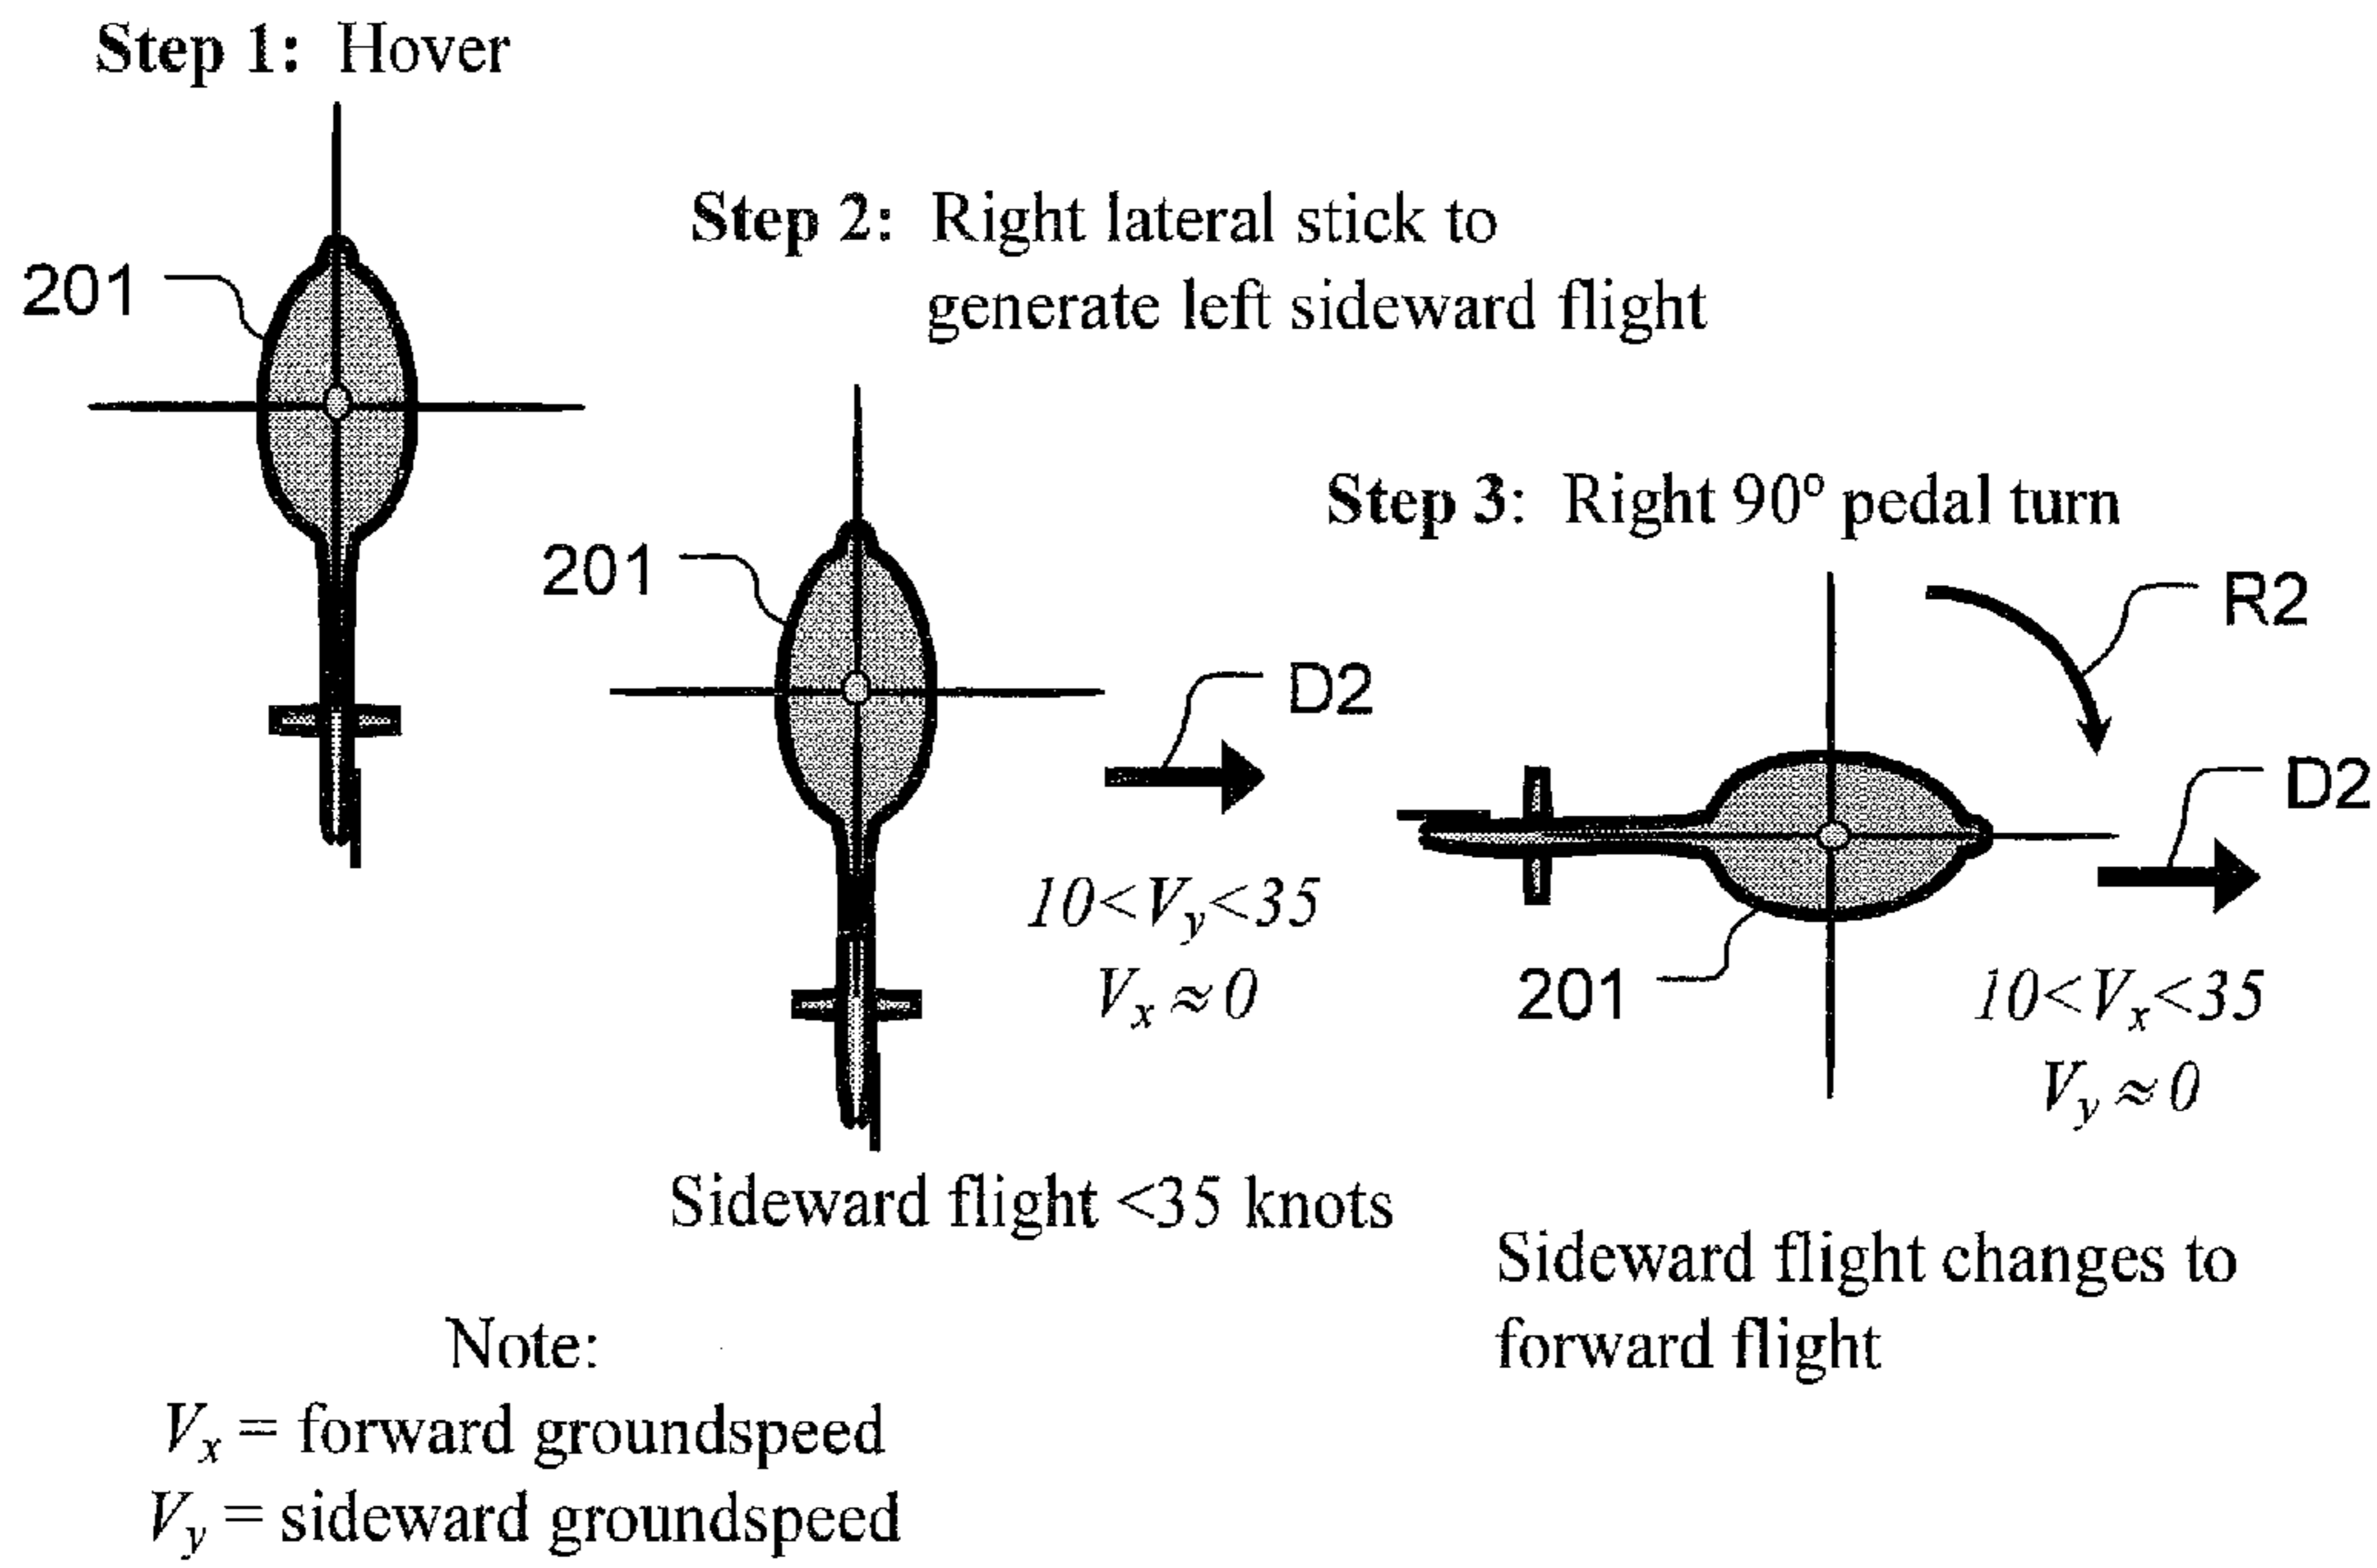 Step 1: Hover
201
Step 2: Right lateral stick to
generate left sideward flight
201
D2
10<Vy<35
Vx≈0
Sideward flight <35 knots
Step 3: Right 90º pedal turn
R2
D2
201
10<Vx<35
Vy≈0
Sideward flight changes to
forward flight
Note:
Vx = forward groundspeed
Vy = sideward groundspeed